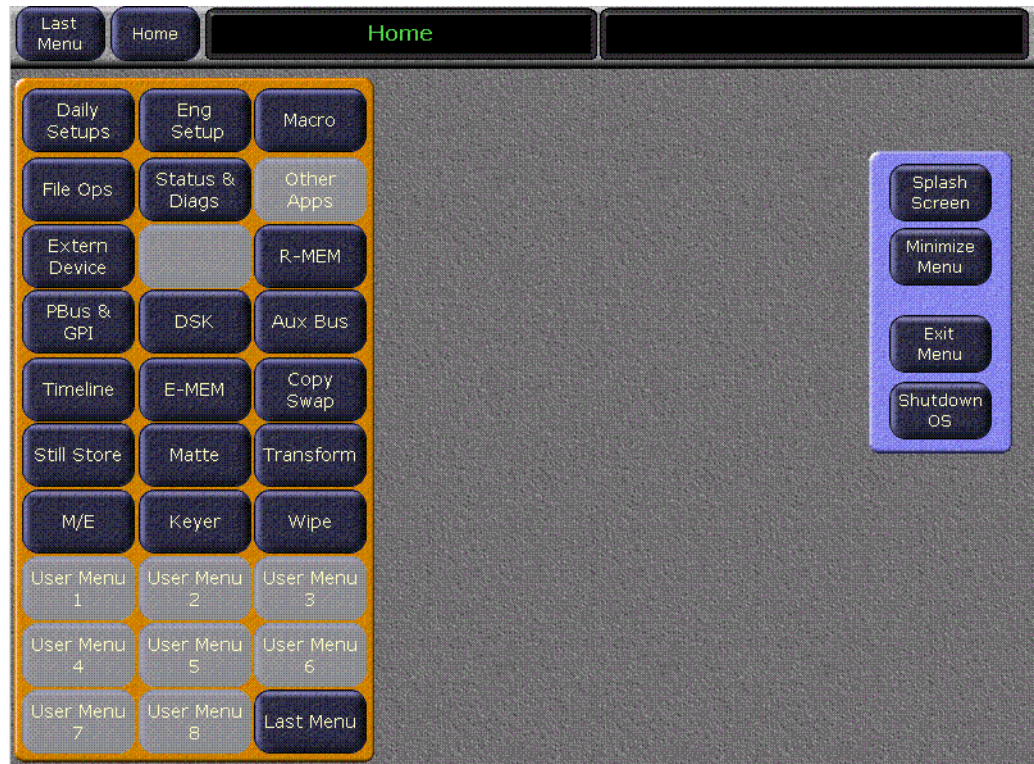 Last
Menu
Home
Home
Daily
Setups
Eng
Setup
Macro
File Ops
Status &
Diags
Other
Apps
Extern
Device
R-MEM
PBus &
GPI
DSK
Aux Bus
Timeline
E-MEM
Copy
Swap
Still Store
Matte
Transform
M/E
Keyer
Wipe
User Menu
1
User Menu
2
User Menu
3
User Menu
4
User Menu
5
User Menu
6
User Menu
7
User Menu
8
Last Menu
Splash
Screen
Minimize
Menu
Exit
Menu
Shutdown
OS